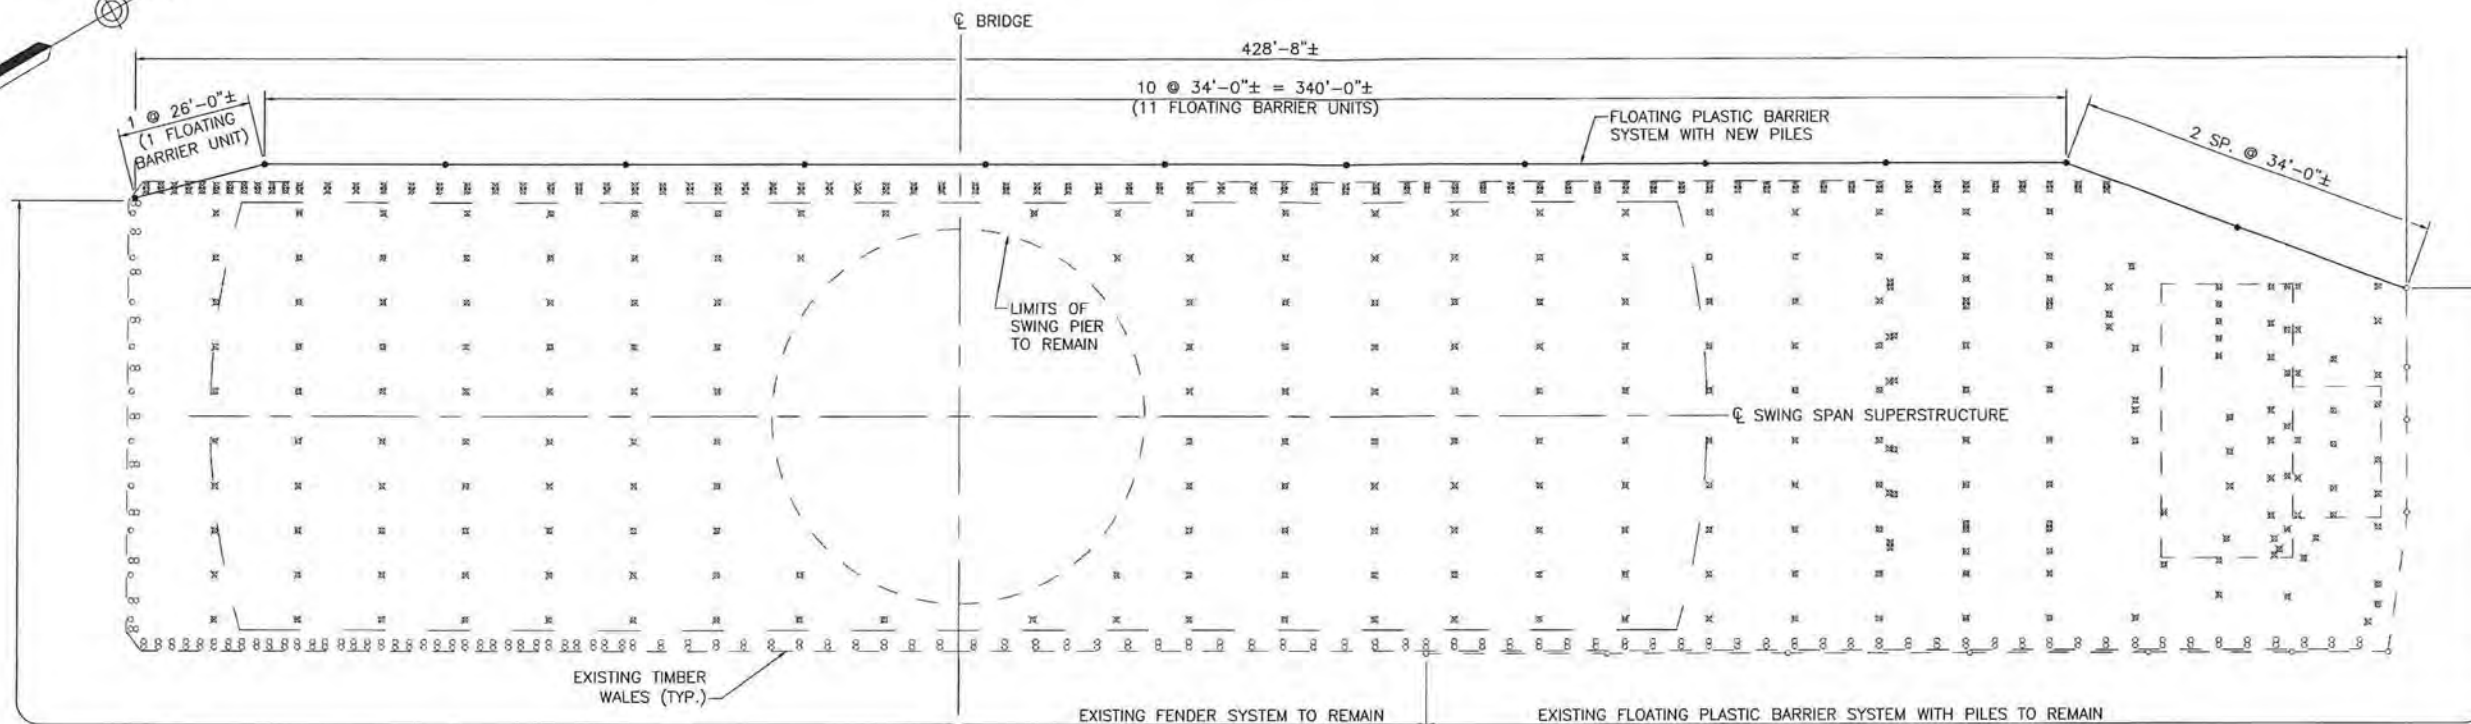 ℄ BRIDGE
428'-8"±
10 @ 34'-0"± = 340'-0"±
(11 FLOATING BARRIER UNITS)
1 @ 26'-0"±
(1 FLOATING
BARRIER UNIT)
FLOATING PLASTIC BARRIER
SYSTEM WITH NEW PILES
2 SP. @ 34'-0"±
LIMITS OF
SWING PIER
TO REMAIN
℄ SWING SPAN SUPERSTRUCTURE
EXISTING TIMBER
WALES (TYP.)
EXISTING FENDER SYSTEM TO REMAIN
EXISTING FLOATING PLASTIC BARRIER SYSTEM WITH PILES TO REMAIN